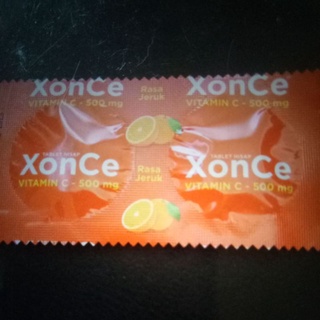 XonCe
VITAMIN C - 500 mg
Rasa
Jeruk
XonCe
VITAMIN C - 500 mg
TABLET HISAP
XonCe
VITAMIN C - 500 mg
Rasa
Jeruk
TABLET HISAP
XonCe
VITAMIN C - 500 mg